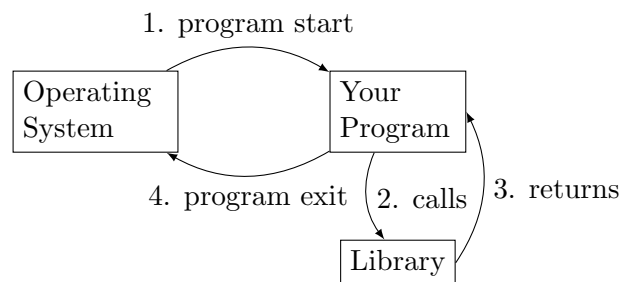 1. program start
Operating
System
Your
Program
4. program exit
2. calls
3. returns
Library